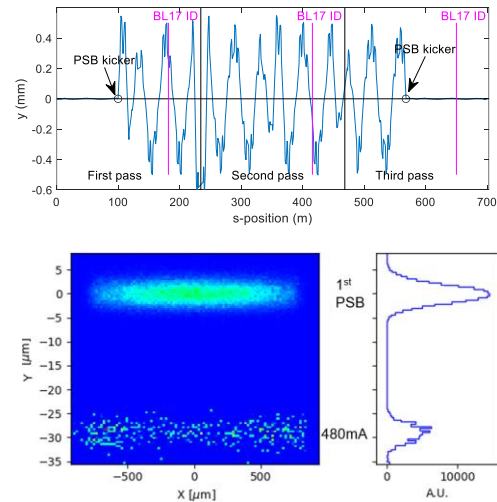 BL17 ID BL17 ID BL17 ID
PSB kicker PSB kicker
0.4
0.2
0
-0.2
-0.4
-0.6
y (mm)
First pass Second pass Third pass
0 100 200 300 400 500 600 700
s-position (m)
5
0
-5
-10
-15
-20
-25
-30
-35
Y [μm]
1st
PSB
480mA
-500 0 500
X [μm]
0 10000
A.U.